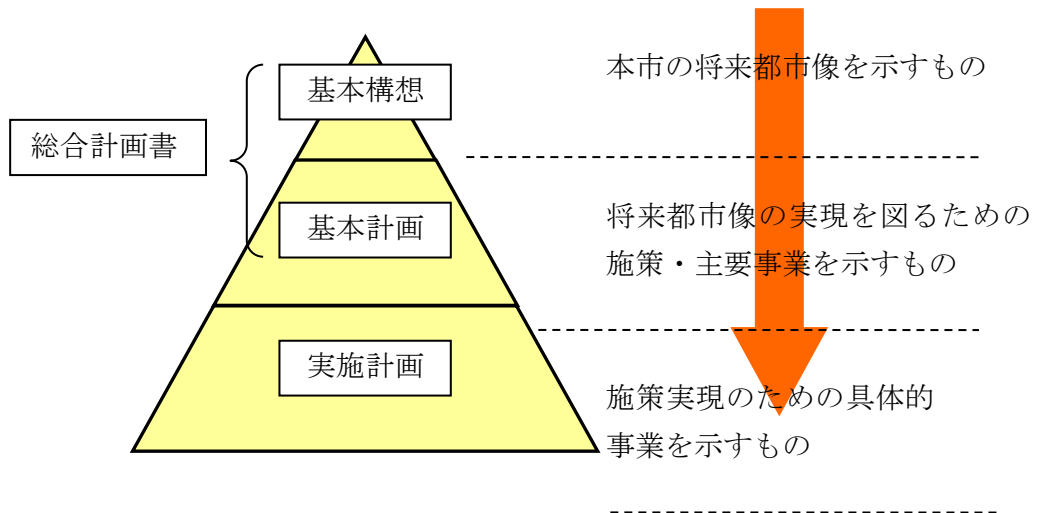 総合計画書
基本構想
本市の将来都市像を示すもの
基本計画
将来都市像の実現を図るための
施策・主要事業を示すもの
実施計画
施策実現のための具体的
事業を示すもの